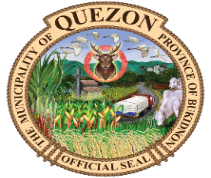 QUEZON
THE MUNICIPALITY OF
PROVINCE OF BUKIDNON
OFFICIAL SEAL